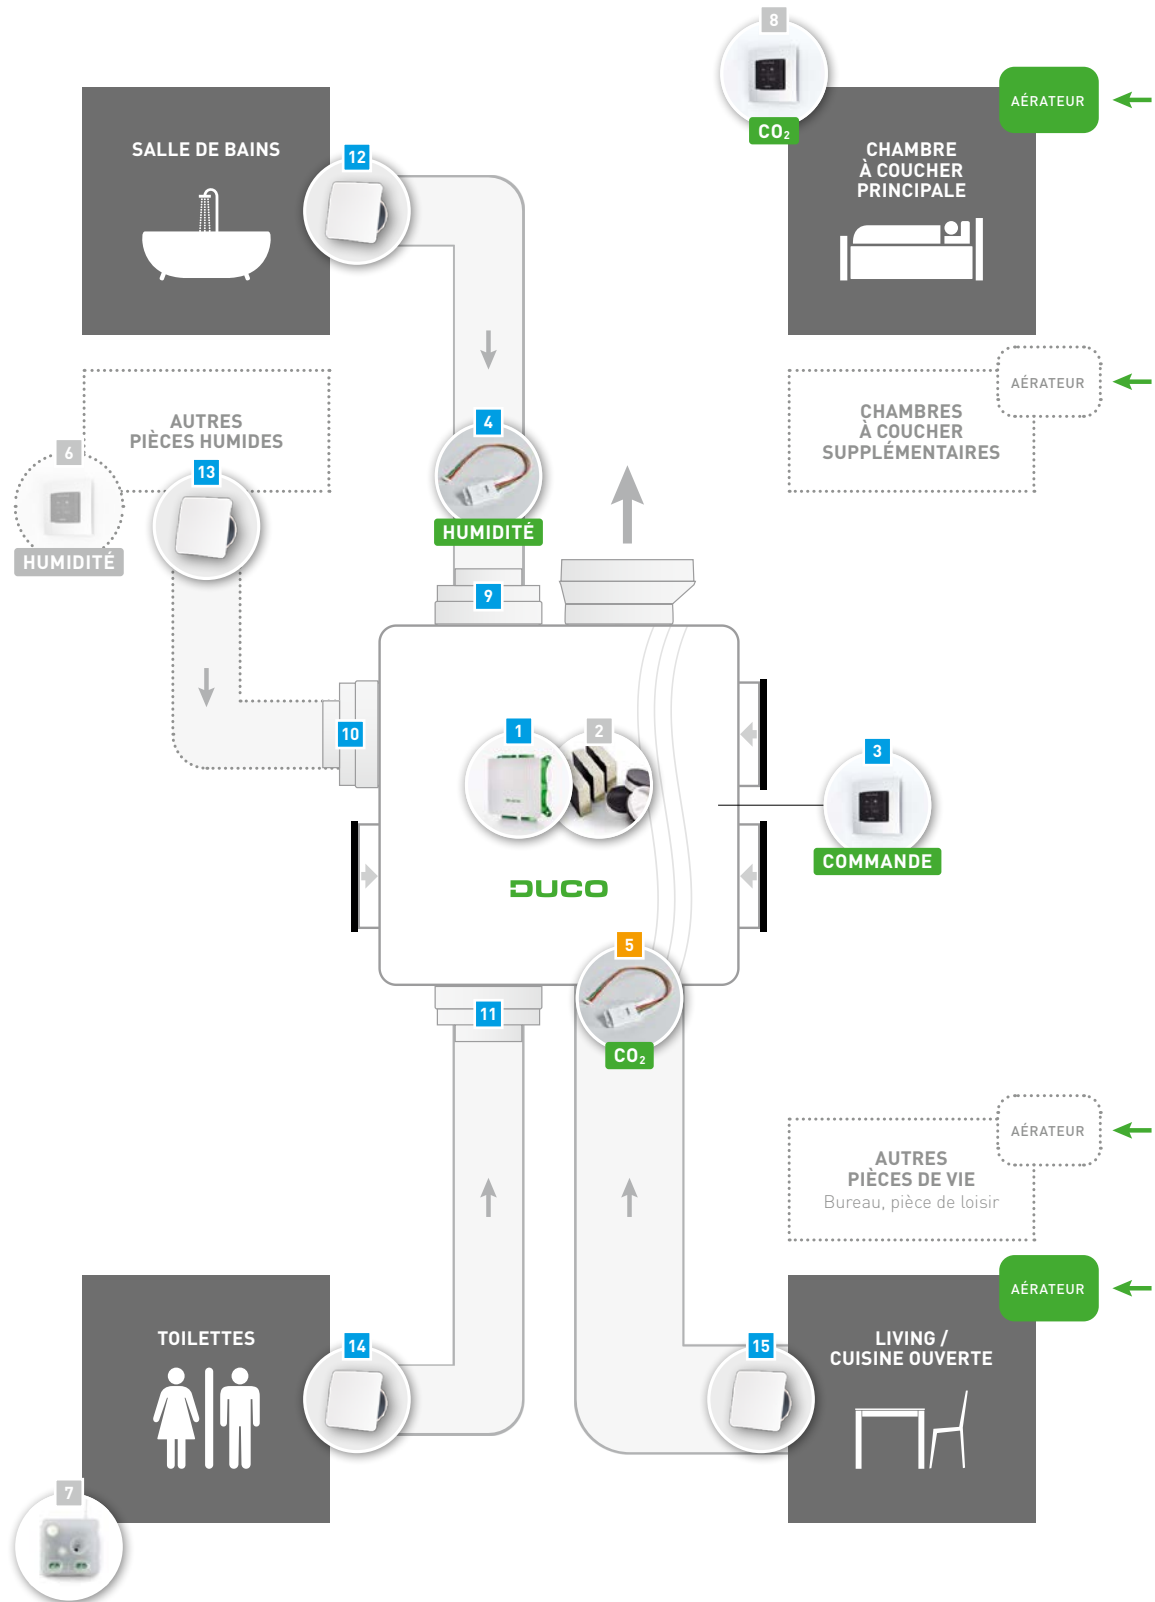 8
AÉRATEUR
CO₂
SALLE DE BAINS
12
CHAMBRE
À COUCHER
PRINCIPALE
AÉRATEUR
AUTRES
PIÈCES HUMIDES
4
CHAMBRES
À COUCHER
SUPPLÉMENTAIRES
6
13
HUMIDITÉ
HUMIDITÉ
9
10
1
2
3
COMMANDE
DUCO
5
11
CO₂
AÉRATEUR
AUTRES
PIÈCES DE VIE
Bureau, pièce de loisir
AÉRATEUR
TOILETTES
14
15
LIVING /
CUISINE OUVERTE
7